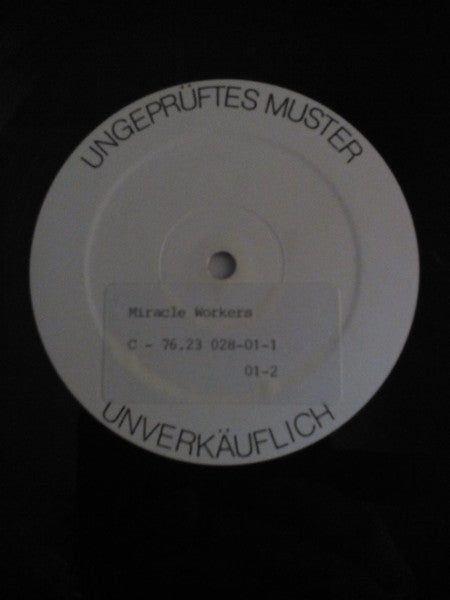 UNGEPRÜFTES MUSTER
Miracle Workers
C - 76.23 028-01-1
01-2
UNVERKÄUFLICH